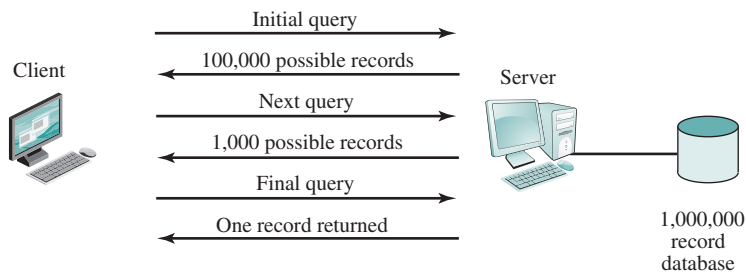 Initial query
100,000 possible records
Client
Server
Next query
1,000 possible records
Final query
One record returned
1,000,000
record
database